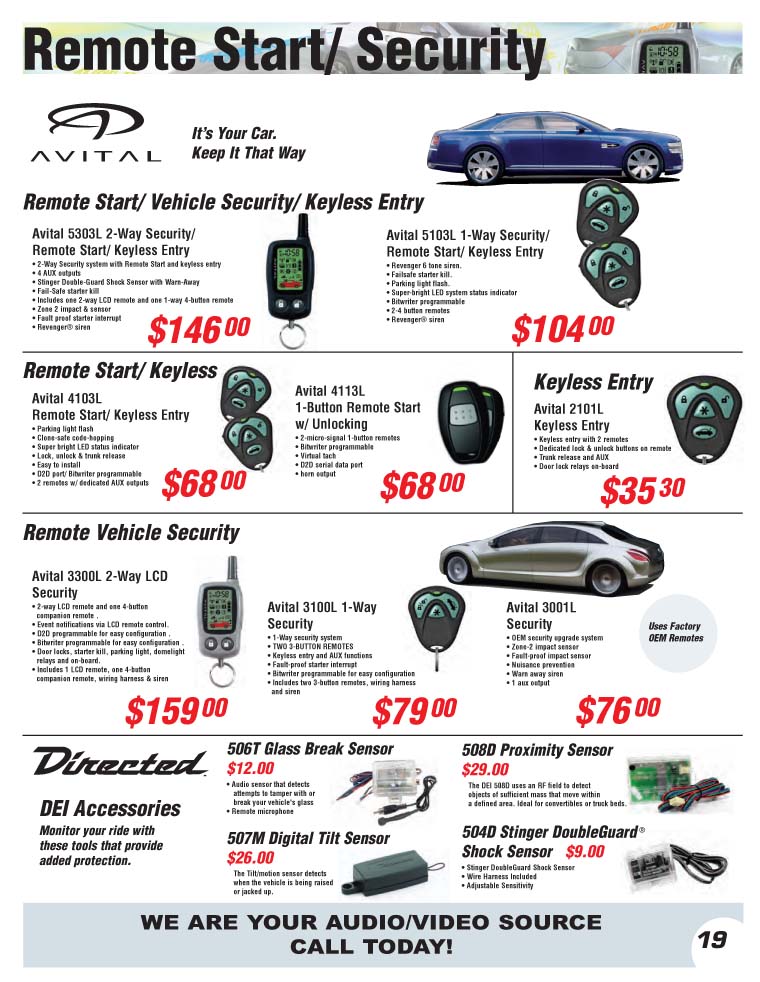 Remote Start/ Security
AVITAL
It's Your Car.
Keep It That Way
Remote Start/ Vehicle Security/ Keyless Entry
Avital 5303L 2-Way Security/
Remote Start/ Keyless Entry
• 2-Way Security system with Remote Start and keyless entry
• 4 AUX outputs
• Stinger Double-Guard Shock Sensor with Warn-Away
• Fail-Safe starter kill
• Includes one 2-way LCD remote and one 1-way 4-button remote
• Zone 2 impact & sensor
• Fault proof starter interrupt
• Revenger® siren
$146 00
10:58
Avital 5103L 1-Way Security/
Remote Start/ Keyless Entry
• Revenger 6 tone siren.
• Failsafe starter kill.
• Parking light flash.
• Super-bright LED system status indicator
• Bitwriter programmable
• 2-4 button remotes
• Revenger® siren
$104 00
Remote Start/ Keyless
Avital 4103L
Remote Start/ Keyless Entry
• Parking light flash
• Clone-safe code-hopping
• Super bright LED status indicator
• Lock, unlock & trunk release
• Easy to install
• D2D port/ Bitwriter programmable
• 2 remotes w/ dedicated AUX outputs
$68 00
Avital 4113L
1-Button Remote Start
w/ Unlocking
• 2-micro-signal 1-button remotes
• Bitwriter programmable
• Virtual tach
• D2D serial data port
• horn output
$68 00
Keyless Entry
Avital 2101L
Keyless Entry
• Keyless entry with 2 remotes
• Dedicated lock & unlock buttons on remote
• Trunk release and AUX
• Door lock relays on-board
$35 30
Remote Vehicle Security
Avital 3300L 2-Way LCD
Security
• 2-way LCD remote and one 4-button
companion remote .
• Event notifications via LCD remote control.
• D2D programmable for easy configuration .
• Bitwriter programmable for easy configuration .
• Door locks, starter kill, parking light, domelight
relays and on-board.
• Includes 1 LCD remote, one 4-button
companion remote, wiring harness & siren
$159 00
Avital 3100L 1-Way
Security
• 1-Way security system
• TWO 3-BUTTON REMOTES
• Keyless entry and AUX functions
• Fault-proof starter interrupt
• Bitwriter programmable for easy configuration
• Includes two 3-button remotes, wiring harness
and siren
$79 00
Avital 3001L
Security
• OEM security upgrade system
• Zone-2 impact sensor
• Fault-proof impact sensor
• Nuisance prevention
• Warn away siren
• 1 aux output
$76 00
Uses Factory
OEM Remotes
Directed
DEI Accessories
Monitor your ride with
these tools that provide
added protection.
506T Glass Break Sensor
$12.00
• Audio sensor that detects
attempts to tamper with or
break your vehicle's glass
• Remote microphone
507M Digital Tilt Sensor
$26.00
The Tilt/motion sensor detects
when the vehicle is being raised
or jacked up.
508D Proximity Sensor
$29.00
The DEI 508D uses an RF field to detect
objects of sufficient mass that move within
a defined area. Ideal for convertibles or truck beds.
504D Stinger DoubleGuard®
Shock Sensor $9.00
• Stinger DoubleGuard Shock Sensor
• Wire Harness Included
• Adjustable Sensitivity
WE ARE YOUR AUDIO/VIDEO SOURCE
CALL TODAY!
19